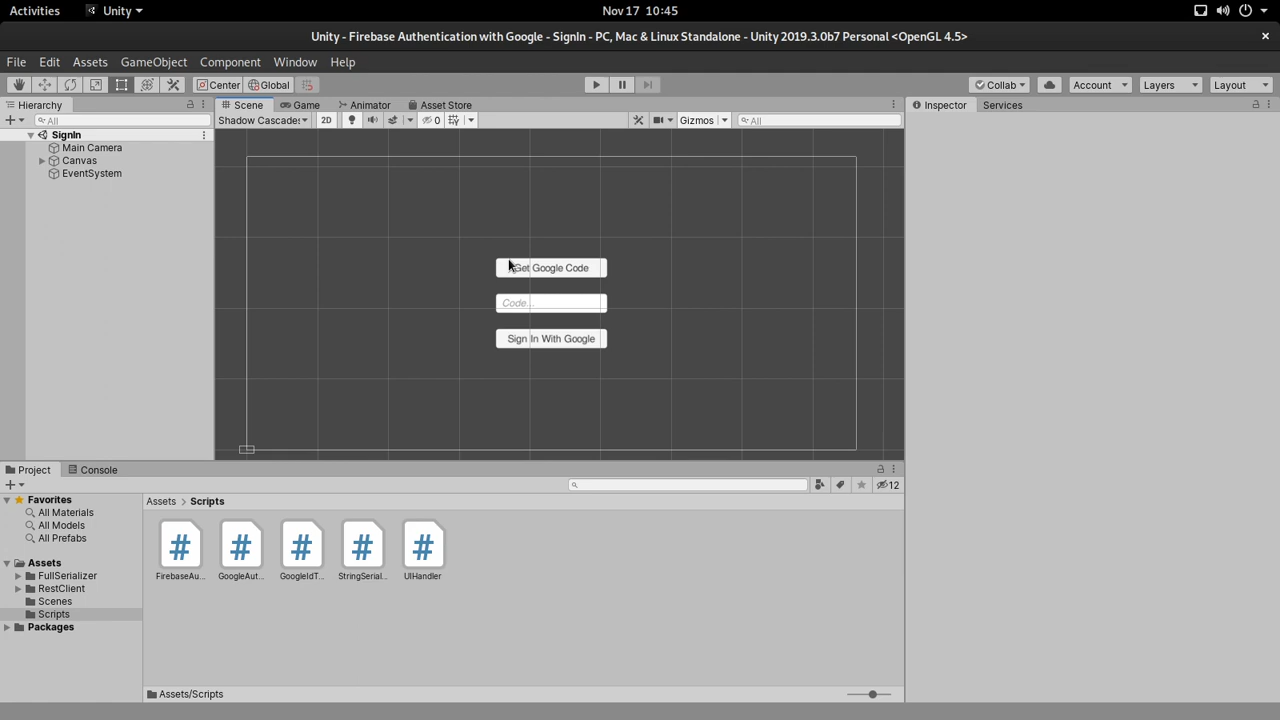 Activities Unity Nov 17 10:45
Unity - Firebase Authentication with Google - SignIn - PC, Mac & Linux Standalone - Unity 2019.3.0b7 Personal <OpenGL 4.5>
File Edit Assets GameObject Component Window Help
Center Global Collab Account Layers Layout
Hierarchy Scene Game Animator Asset Store Inspector Services
All Shadow Cascades 2D 0 Gizmos All
SignIn
Main Camera
Canvas
EventSystem
Get Google Code
Code...
Sign In With Google
Project Console
12
Favorites Assets > Scripts
All Materials
All Models
All Prefabs
Assets
FullSerializer FirebaseAu... GoogleAut... GoogleIdT... StringSerial... UIHandler
RestClient
Scenes
Scripts
Packages
Assets/Scripts